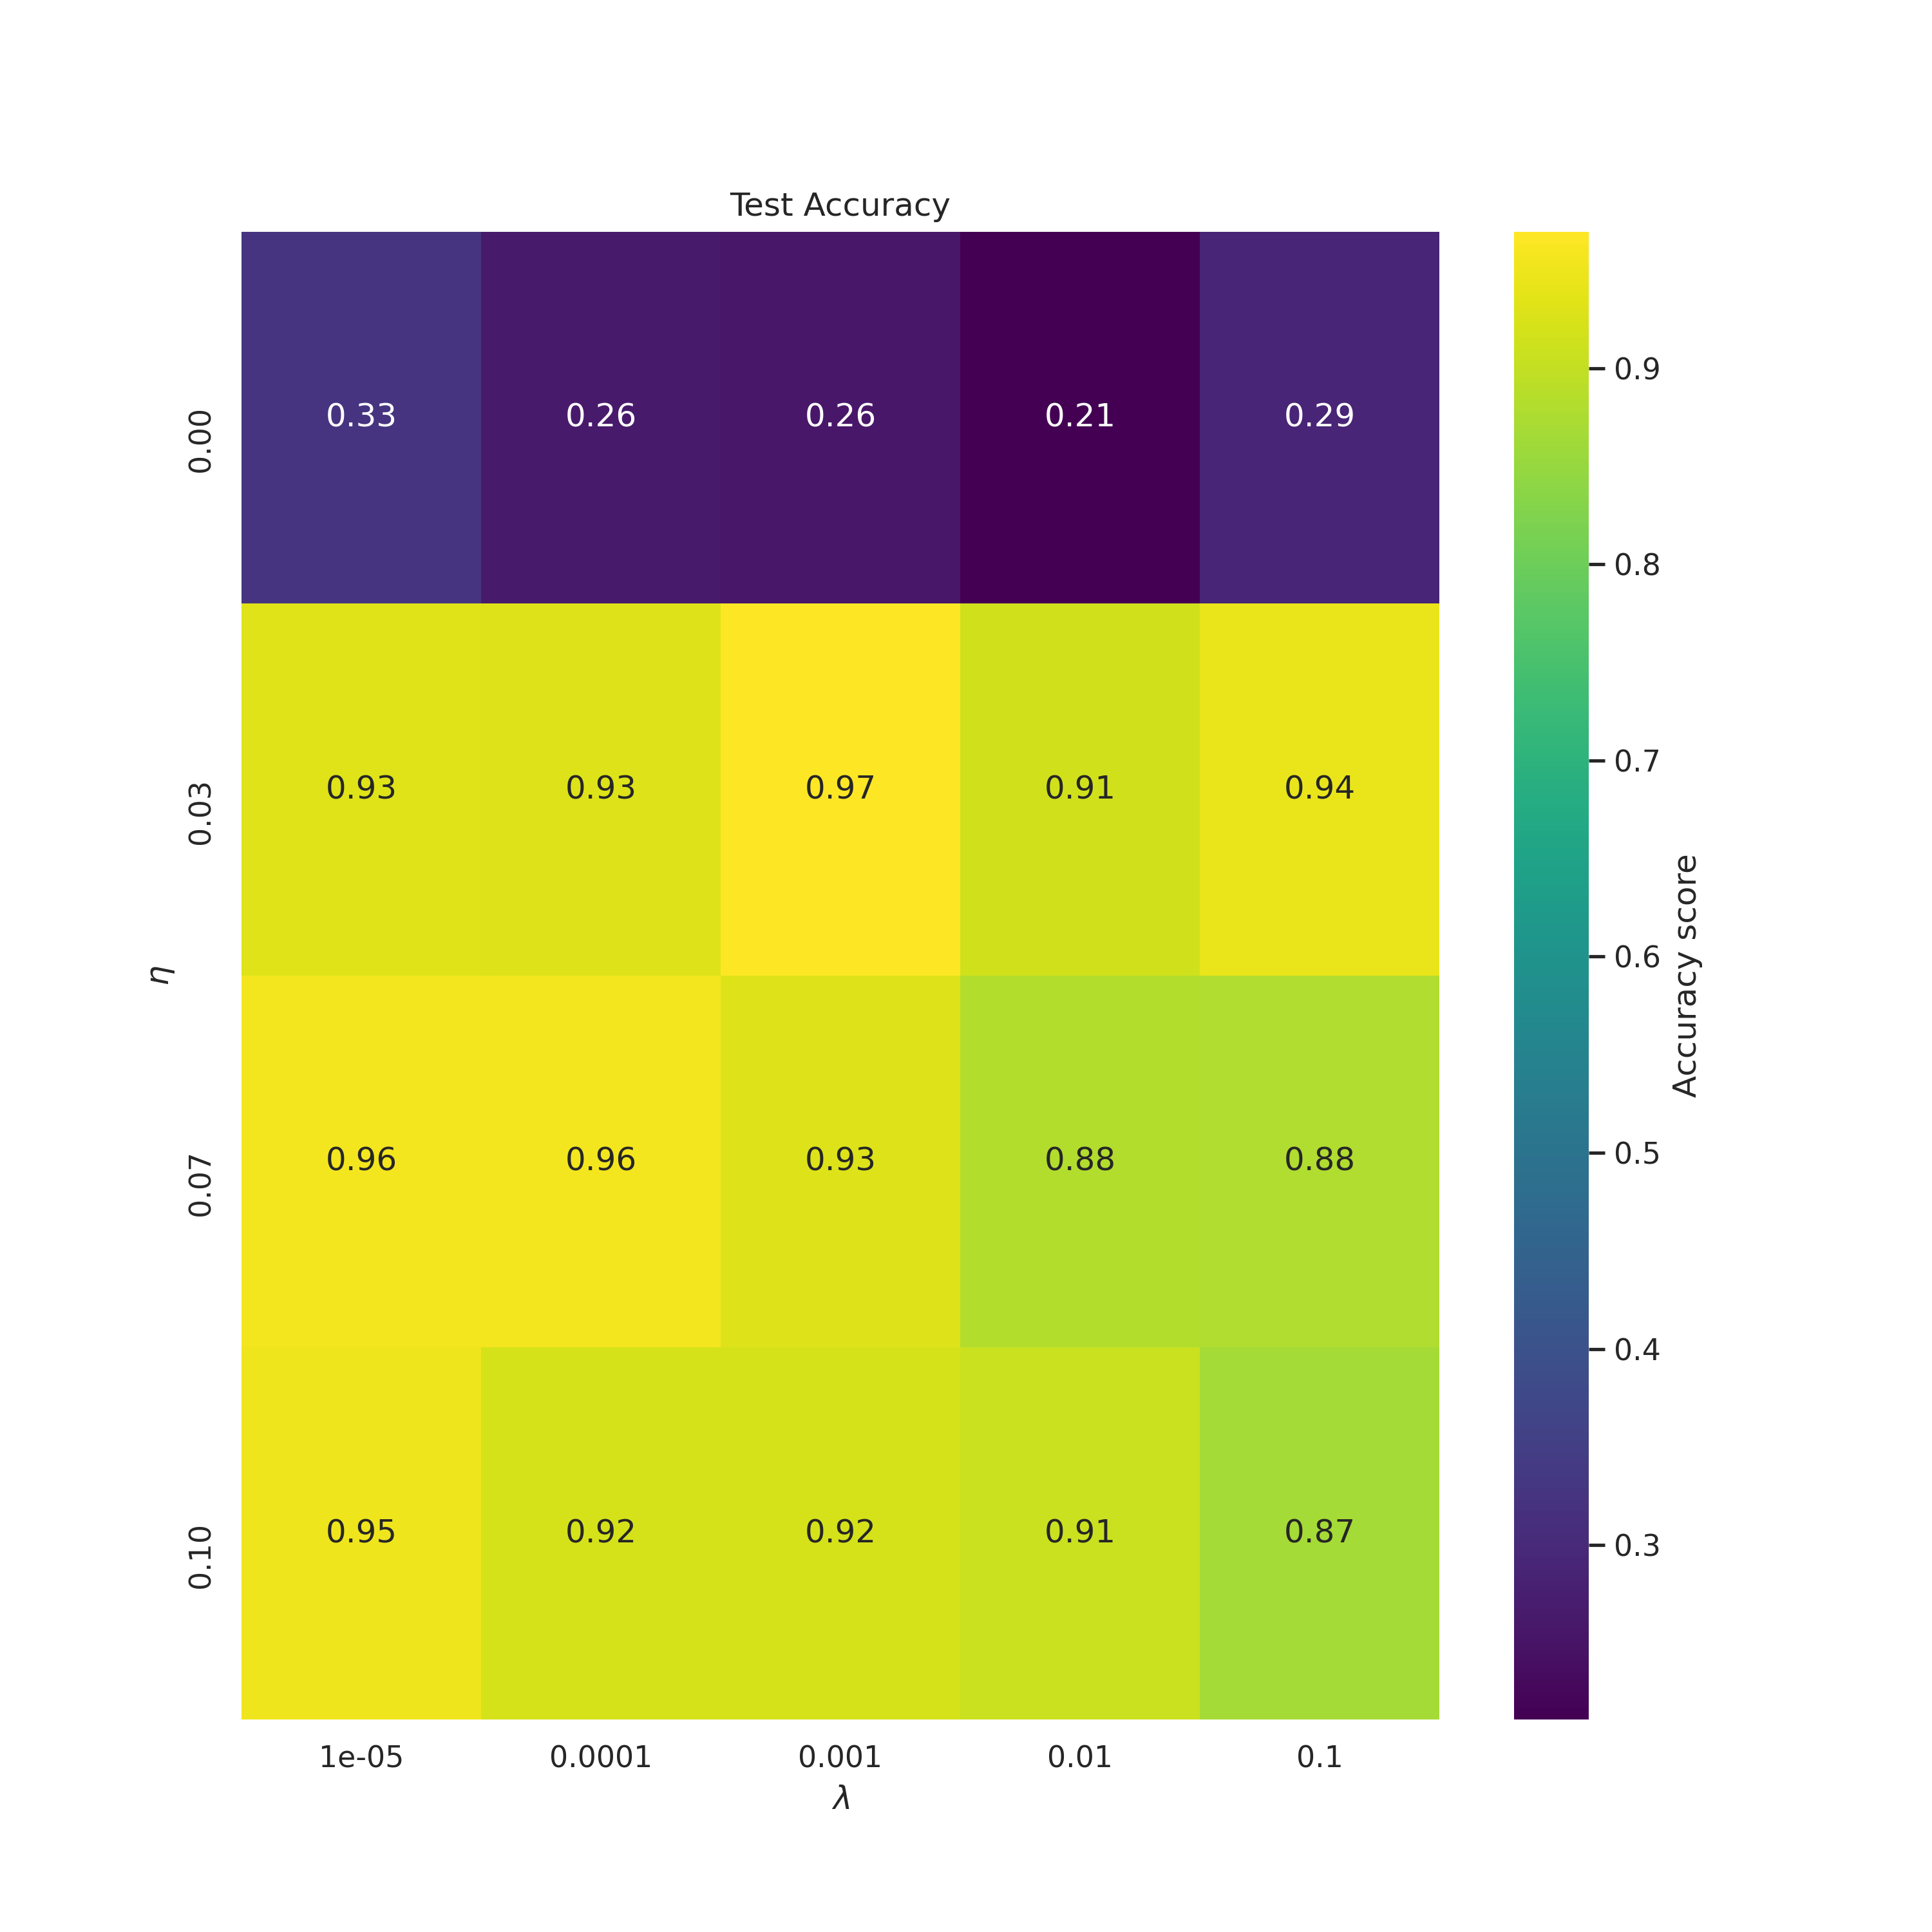 Test Accuracy
0.00
0.33 0.26 0.26 0.21 0.29
0.03
0.93 0.93 0.97 0.91 0.94
0.07
0.96 0.96 0.93 0.88 0.88
0.10
0.95 0.92 0.92 0.91 0.87
η
1e-05 0.0001 0.001 0.01 0.1
λ
0.9
0.8
0.7
0.6
0.5
0.4
0.3
Accuracy score